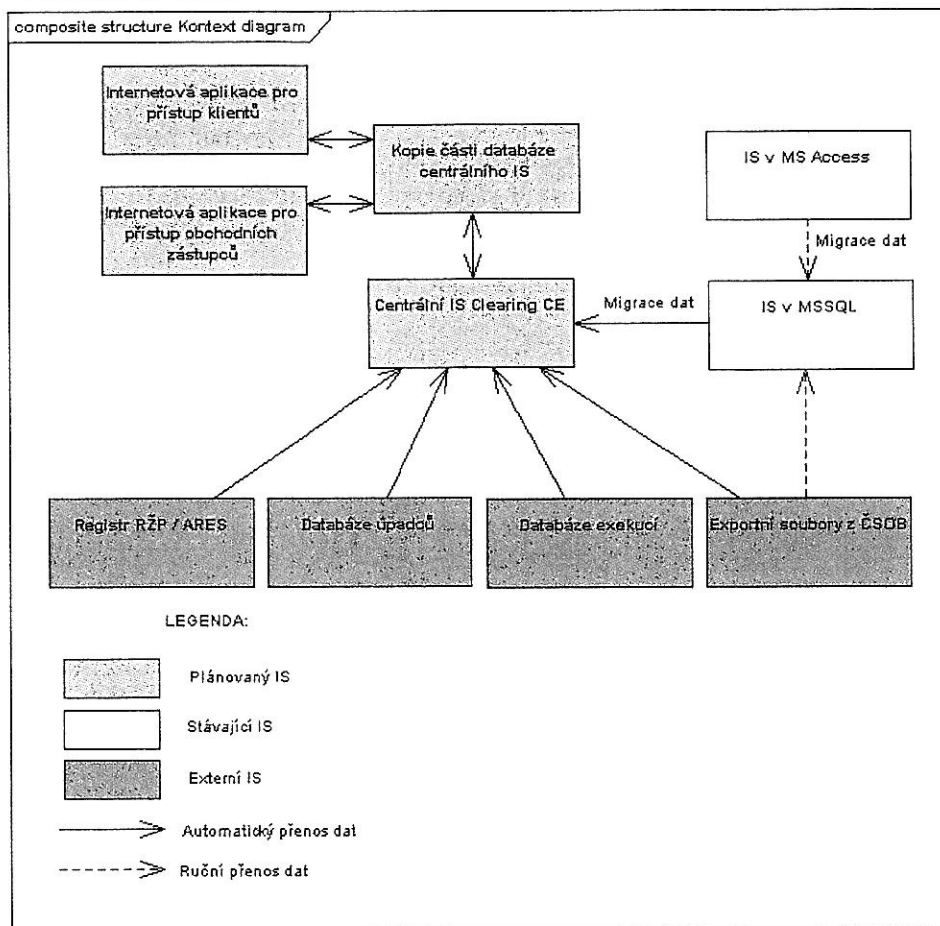 composite structure Kontext diagram
Internetová aplikace pro
přístup klientů
Kopie části databáze
centrálního IS
IS v MS Access
Internetová aplikace pro
přístup obchodních
zástupců
Migrace dat
Centrální IS Clearing CE
Migrace dat
IS v MSSQL
Registr RŽP / ARES
Databáze úpadců ...
Databáze exekucí
Exportní soubory z ČSOB
LEGENDA:
Plánovaný IS
Stávající IS
Externí IS
Automatický přenos dat
Ruční přenos dat